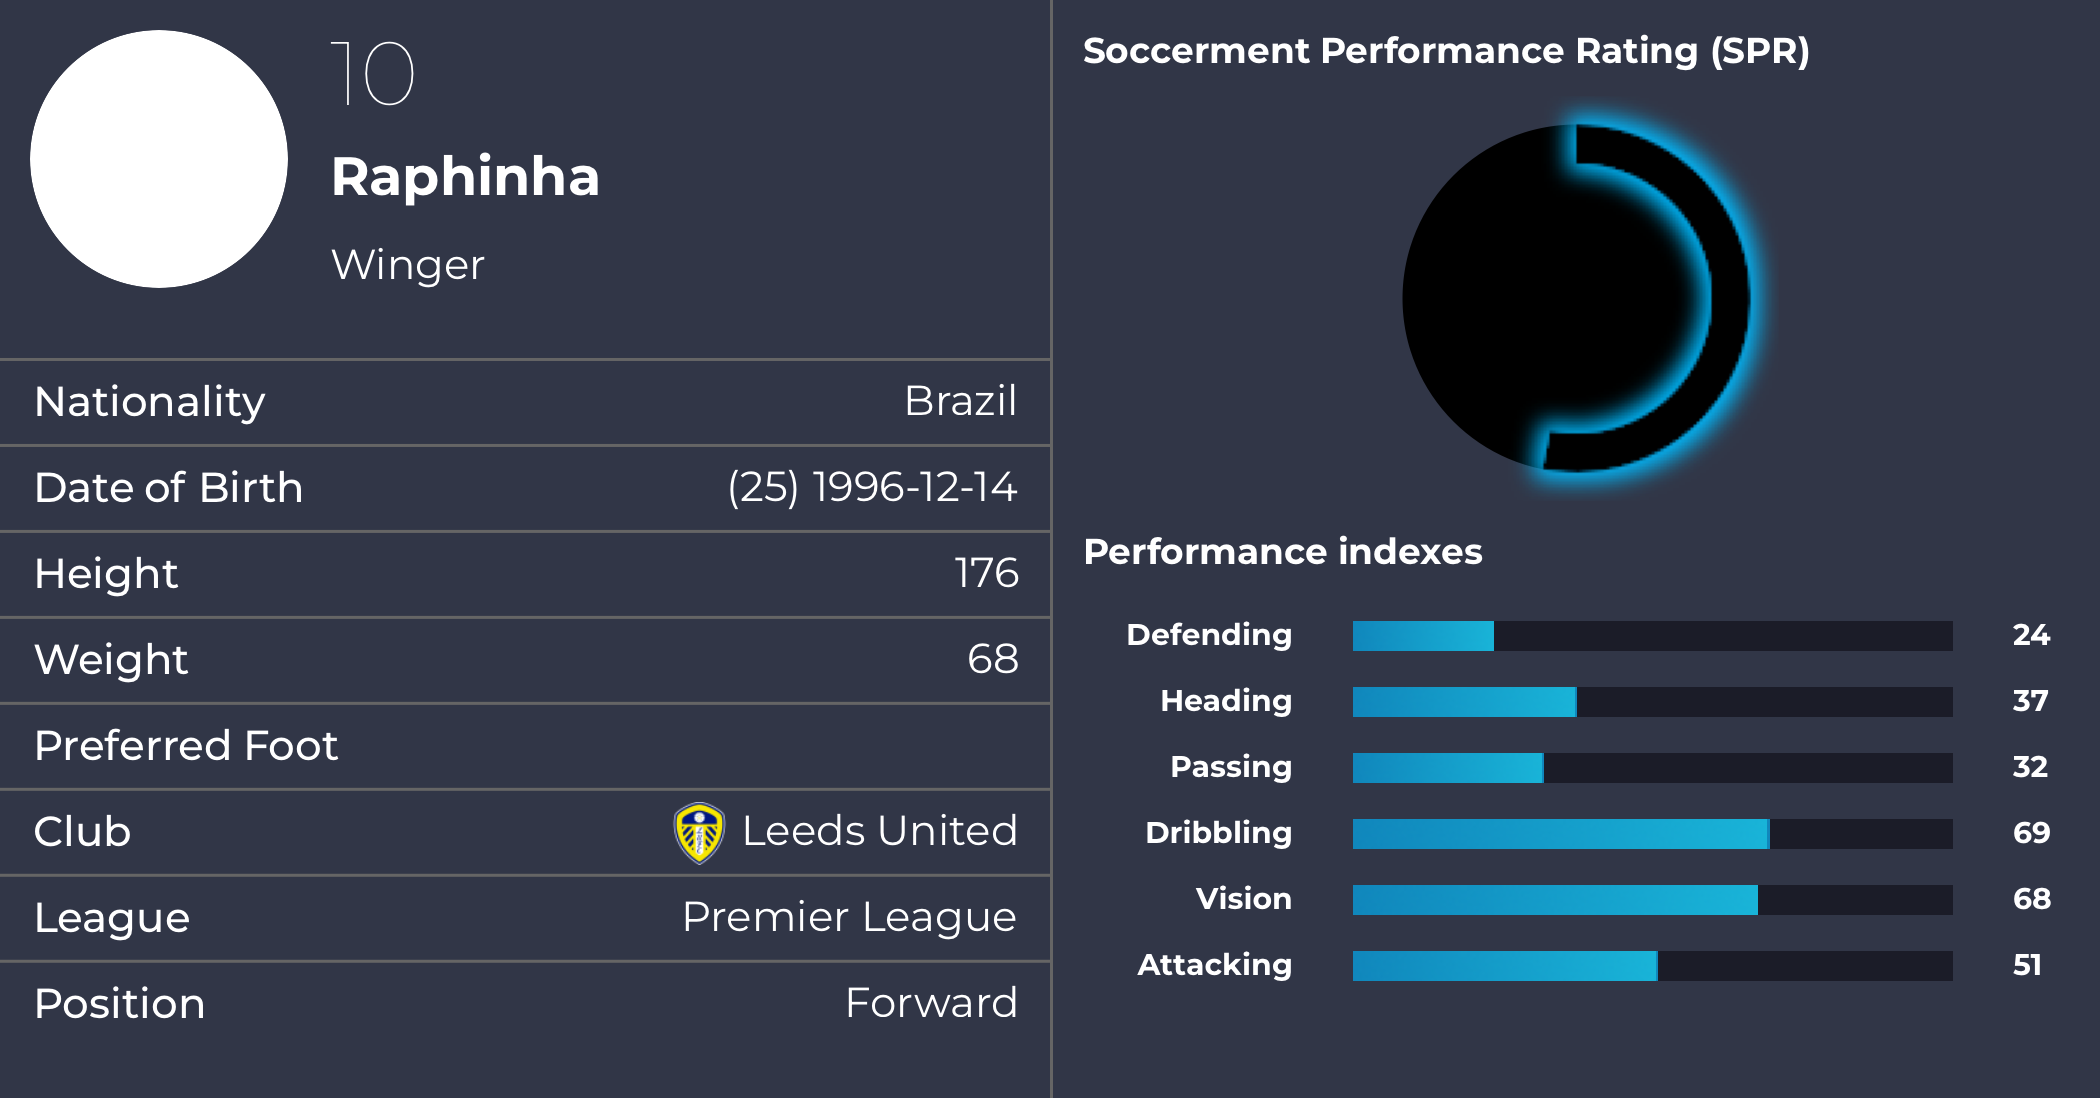 10
Raphinha
Winger
Nationality Brazil
Date of Birth (25) 1996-12-14
Height 176
Weight 68
Preferred Foot
Club Leeds United
League Premier League
Position Forward
Soccerment Performance Rating (SPR)
Performance indexes
Defending 24
Heading 37
Passing 32
Dribbling 69
Vision 68
Attacking 51